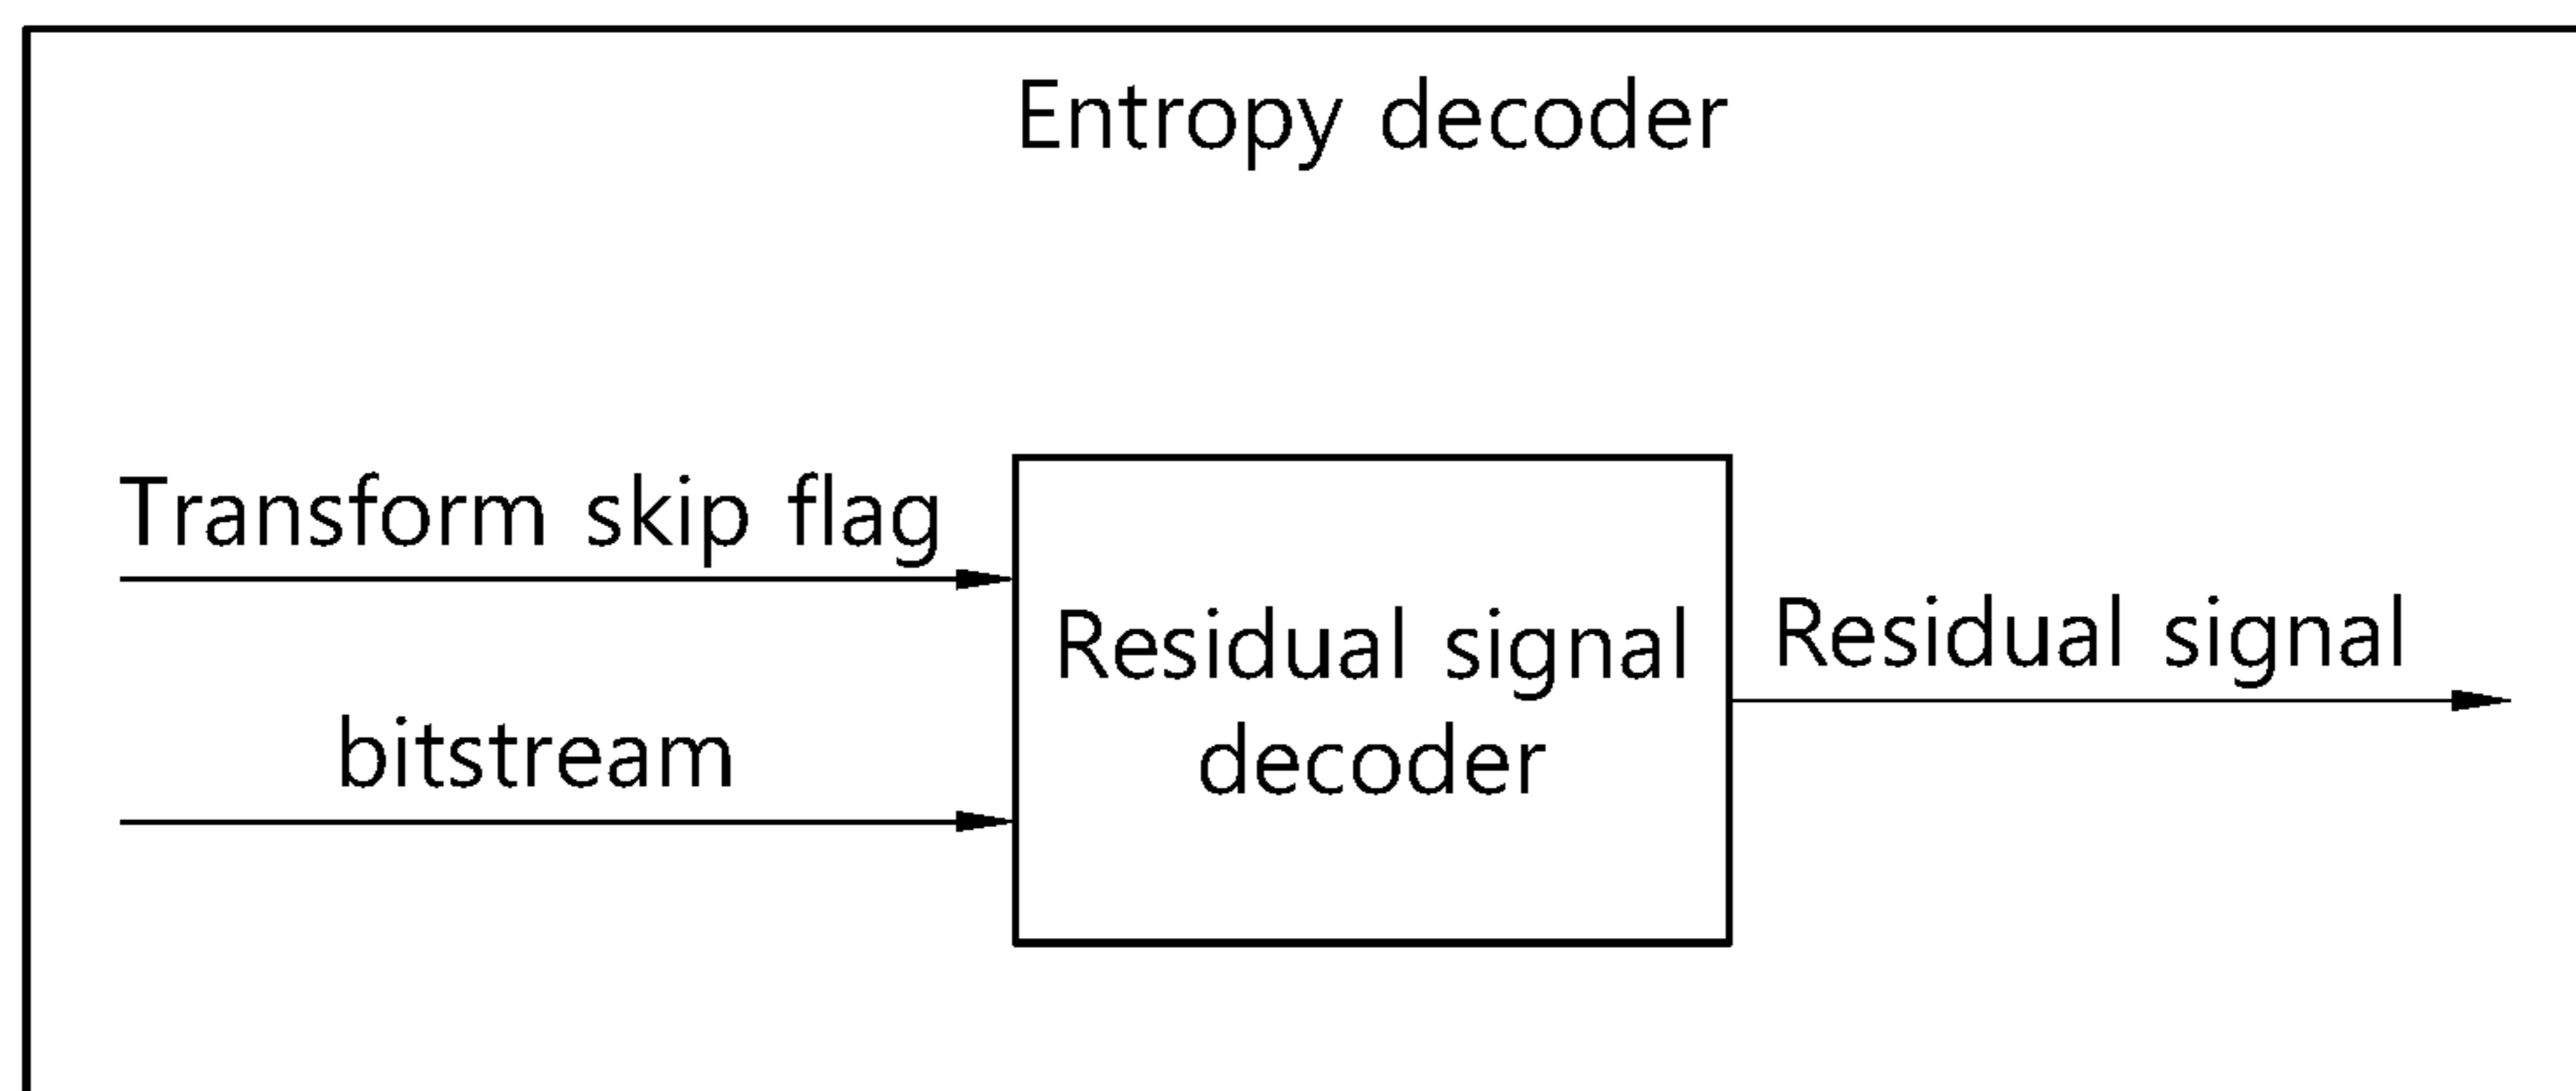 Entropy decoder
Transform skip flag
bitstream
Residual signal
decoder
Residual signal